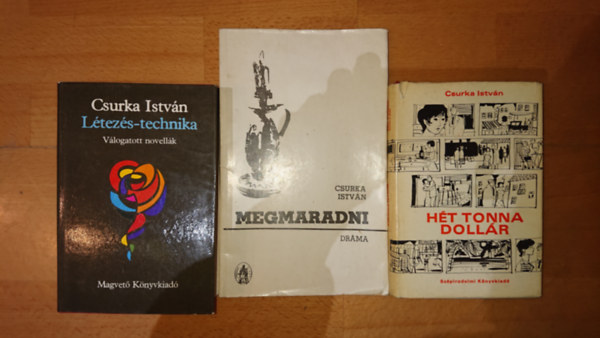 Csurka István
Létezés-technika
Válogatott novellák
Magvető Könyvkiadó
CSURKA
ISTVÁN
MEGMARADNI
DRÁMA
Csurka István
HÉT TONNA
DOLLÁR
Szépirodalmi Könyvkiadó